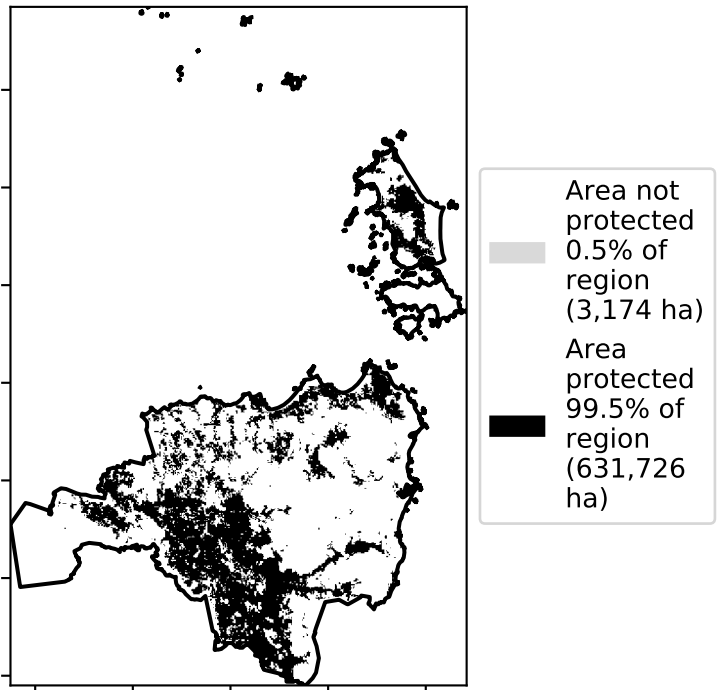 Area not
protected
0.5% of
region
(3,174 ha)
Area
protected
99.5% of
region
(631,726
ha)